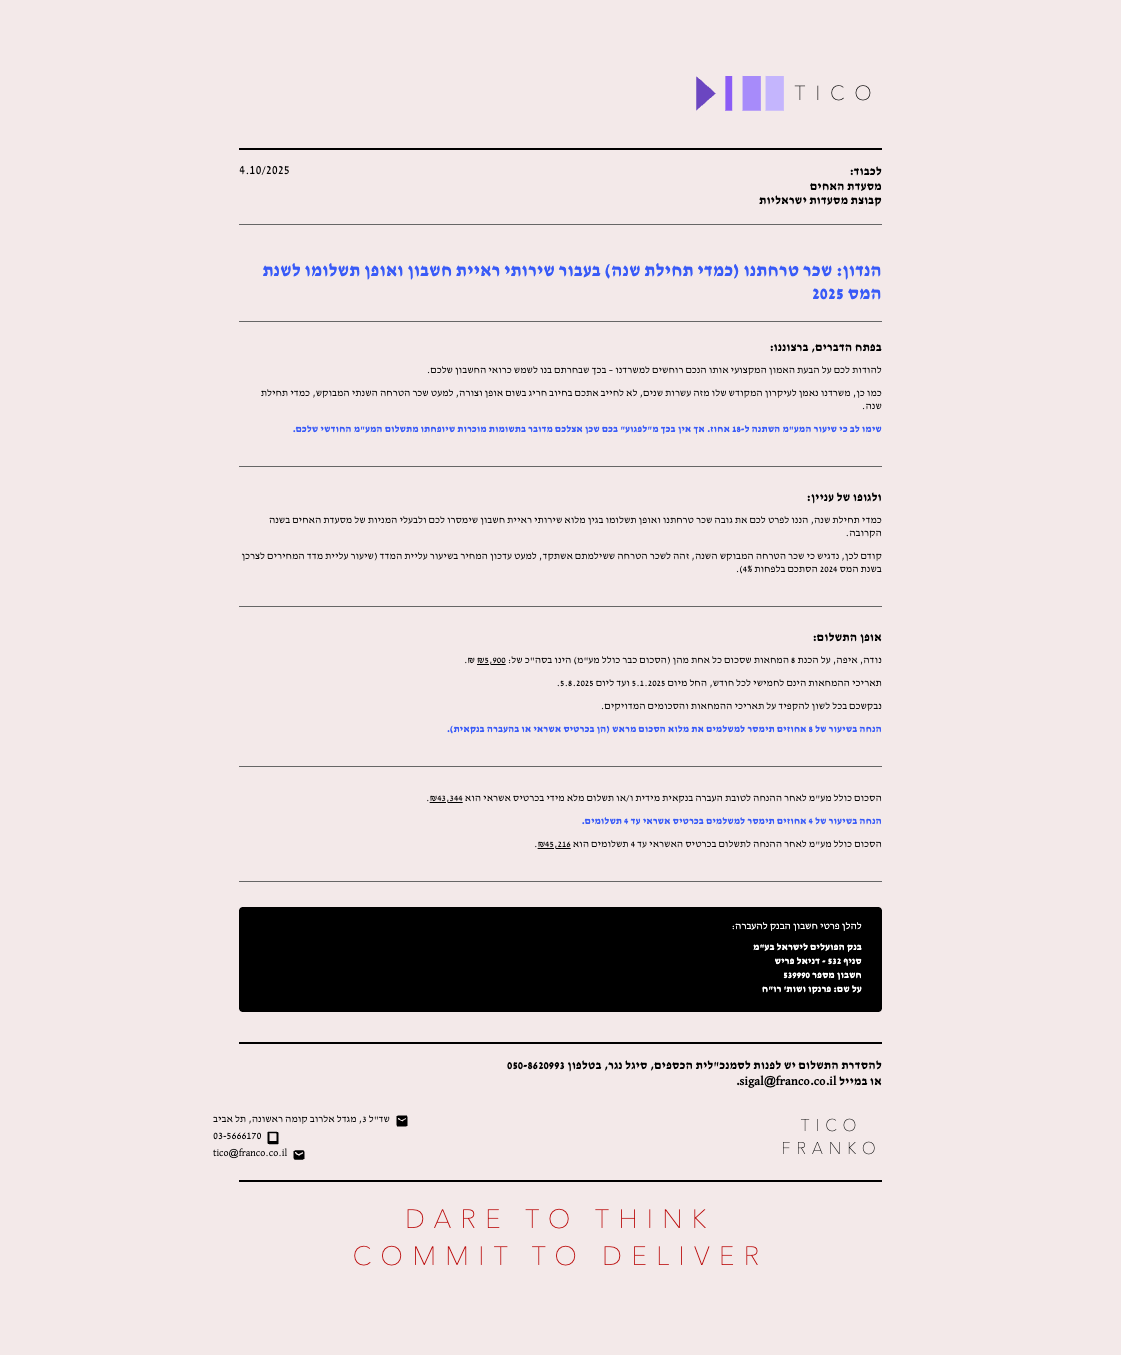 TICO
4.10/2025
לכבוד:
מסעדת האחים
קבוצת מסעדות ישראליות
הנדון: שכר טרחתנו (כמדי תחילת שנה) בעבור שירותי ראיית חשבון ואופן תשלומו לשנת
המס 2025
בפתח הדברים, ברצוננו:
להודות לכם על הבעת האמון המקצועי אותו הנכם רוחשים למשרדנו - בכך שבחרתם בנו לשמש כרואי החשבון שלכם.
כמו כן, משרדנו נאמן לעיקרון המקודש שלו מזה עשרות שנים, לא לחייב אתכם בחיוב חריג בשום אופן וצורה, למעט שכר הטרחה השנתי המבוקש, כמדי תחילת
שנה.
שימו לב כי שיעור המע"מ השתנה ל-18 אחוז. אך אין בכך מ"לפגוע" בכם שכן אצלכם מדובר בתשומות מוכרות שיופחתו מתשלום המע"מ החודשי שלכם.
ולגופו של עניין:
כמדי תחילת שנה, הננו לפרט לכם את גובה שכר טרחתנו ואופן תשלומו בגין מלוא שירותי ראיית חשבון שימסרו לכם ולבעלי המניות של מסעדת האחים בשנה
הקרובה.
קודם לכן, נדגיש כי שכר הטרחה המבוקש השנה, זהה לשכר הטרחה ששילמתם אשתקד, למעט עדכון המחיר בשיעור עליית המדד (שיעור עליית מדד המחירים לצרכן
בשנת המס 2024 הסתכם בלפחות 4%).
אופן התשלום:
נודה, איפה, על הכנת 8 המחאות שסכום כל אחת מהן (הסכום כבר כולל מע"מ) הינו בסה"כ של: ₪5,900 ₪.
תאריכי ההמחאות הינם לחמישי לכל חודש, החל מיום 5.1.2025 ועד ליום 5.8.2025.
נבקשכם בכל לשון להקפיד על תאריכי ההמחאות והסכומים המדויקים.
הנחה בשיעור של 8 אחוזים תימסר למשלמים את מלוא הסכום מראש (הן בכרטיס אשראי או בהעברה בנקאית).
הסכום כולל מע"מ לאחר ההנחה לטובת העברה בנקאית מידית ו/או תשלום מלא מידי בכרטיס אשראי הוא ₪43,344.
הנחה בשיעור של 4 אחוזים תימסר למשלמים בכרטיס אשראי עד 4 תשלומים.
הסכום כולל מע"מ לאחר ההנחה לתשלום בכרטיס האשראי עד 4 תשלומים הוא ₪45,216.
להלן פרטי חשבון הבנק להעברה:
בנק הפועלים לישראל בע"מ
סניף 532 - דניאל פריש
חשבון מספר 539990
על שם: פרנקו ושות' רו"ח
להסדרת התשלום יש לפנות לסמנכ"לית הכספים, סיגל נגר, בטלפון 050-8620993
או במייל sigal@franco.co.il.
שד"ל 3, מגדל אלרוב קומה ראשונה, תל אביב
03-5666170
tico@franco.co.il
TICO
FRANKO
DARE TO THINK
COMMIT TO DELIVER